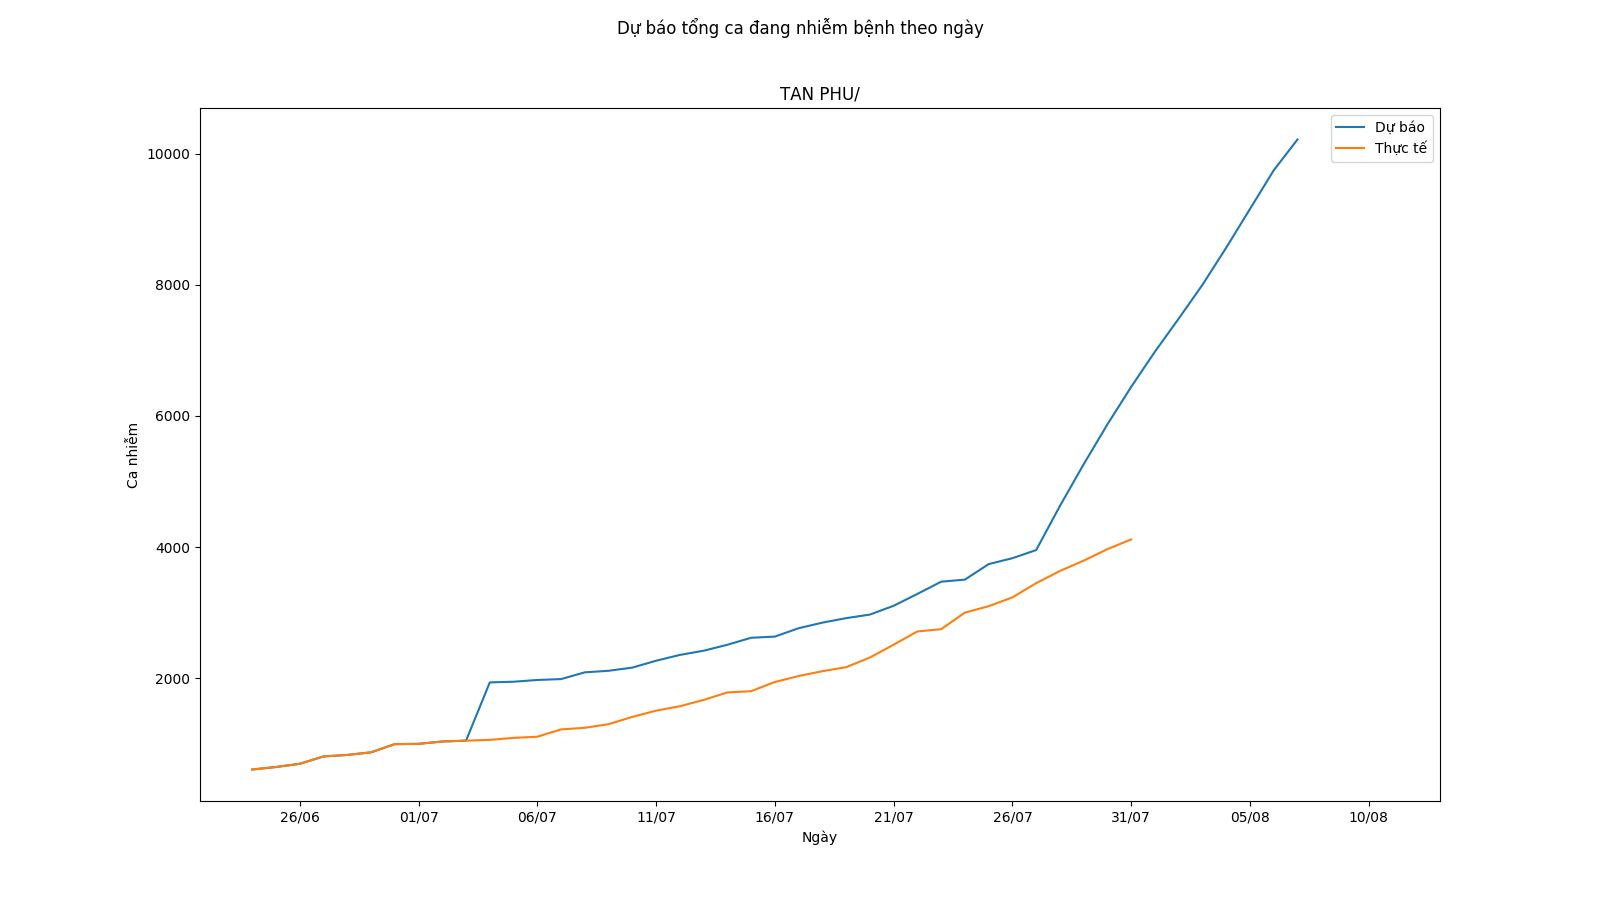 Dự báo tổng ca đang nhiễm bệnh theo ngày
TAN PHU/
Dự báo
Thực tế
10000
8000
6000
4000
2000
Ca nhiễm
26/06
01/07
06/07
11/07
16/07
21/07
26/07
31/07
05/08
10/08
Ngày